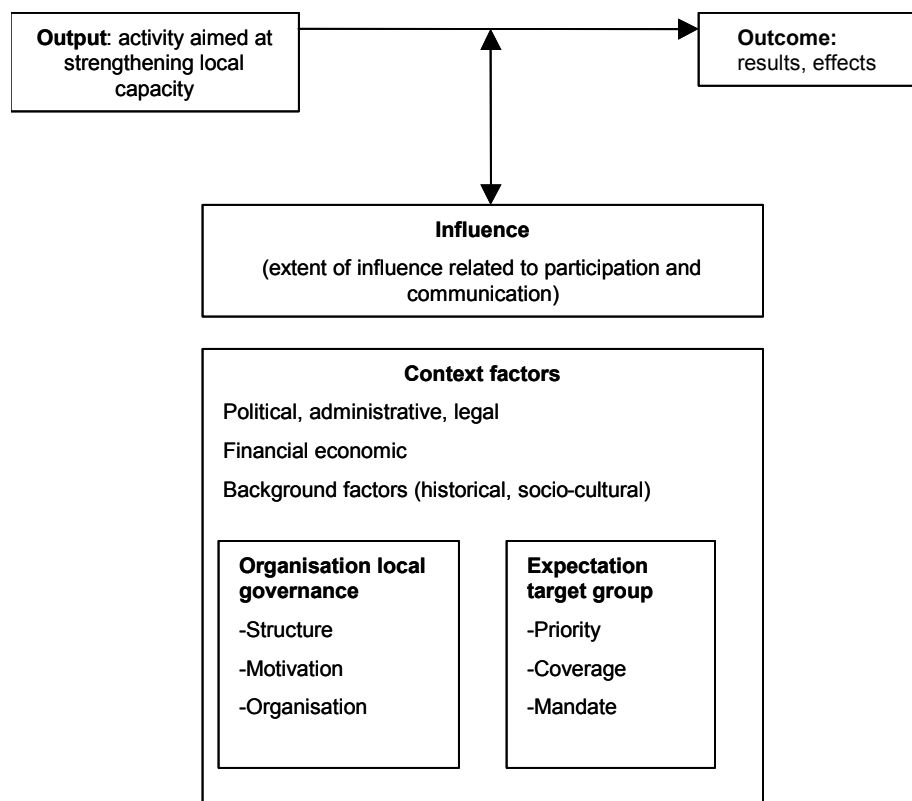 Output: activity aimed at
strengthening local
capacity
Outcome:
results, effects
Influence
(extent of influence related to participation and
communication)
Context factors
Political, administrative, legal
Financial economic
Background factors (historical, socio-cultural)
Organisation local
governance
-Structure
-Motivation
-Organisation
Expectation
target group
-Priority
-Coverage
-Mandate